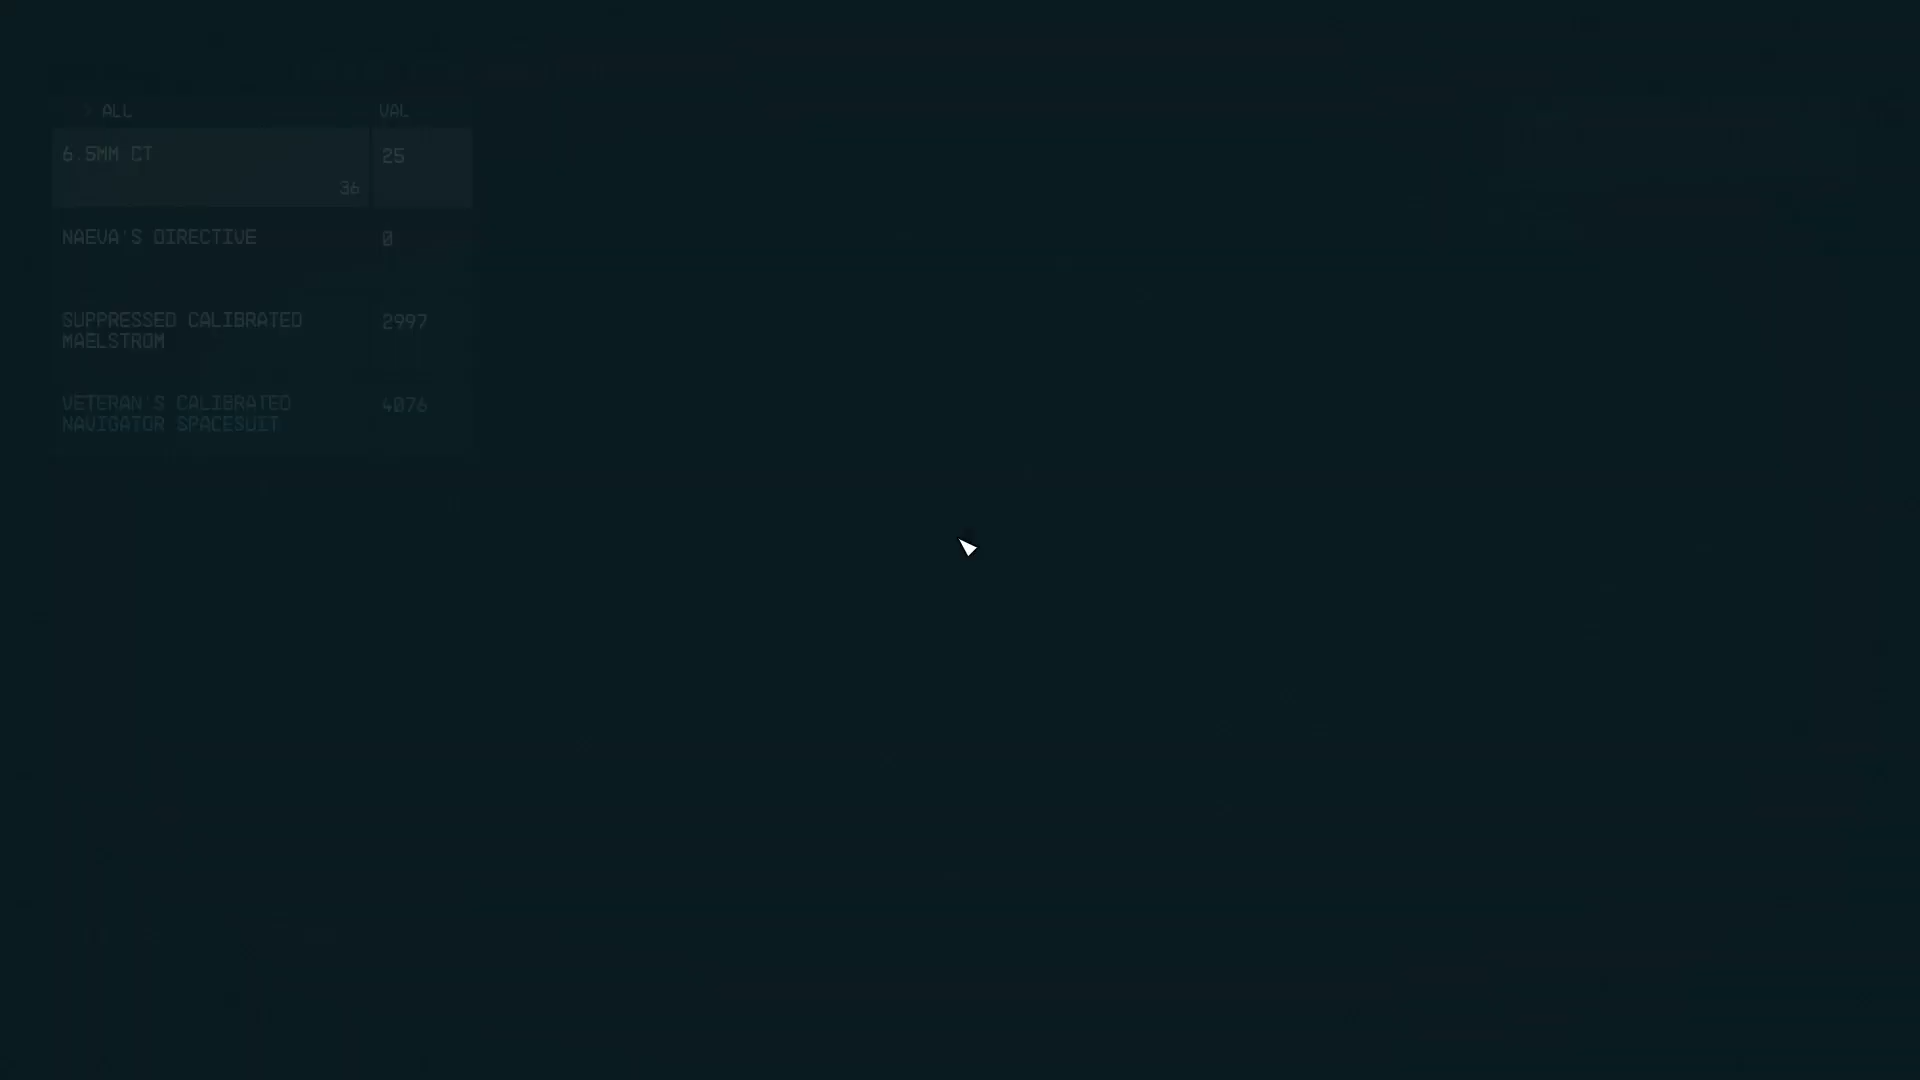 ALL VAL
6.5MM CT 25
36
NAEVA'S DIRECTIVE 0
SUPPRESSED CALIBRATED 2997
MAELSTROM
VETERAN'S CALIBRATED 4076
NAVIGATOR SPACESUIT